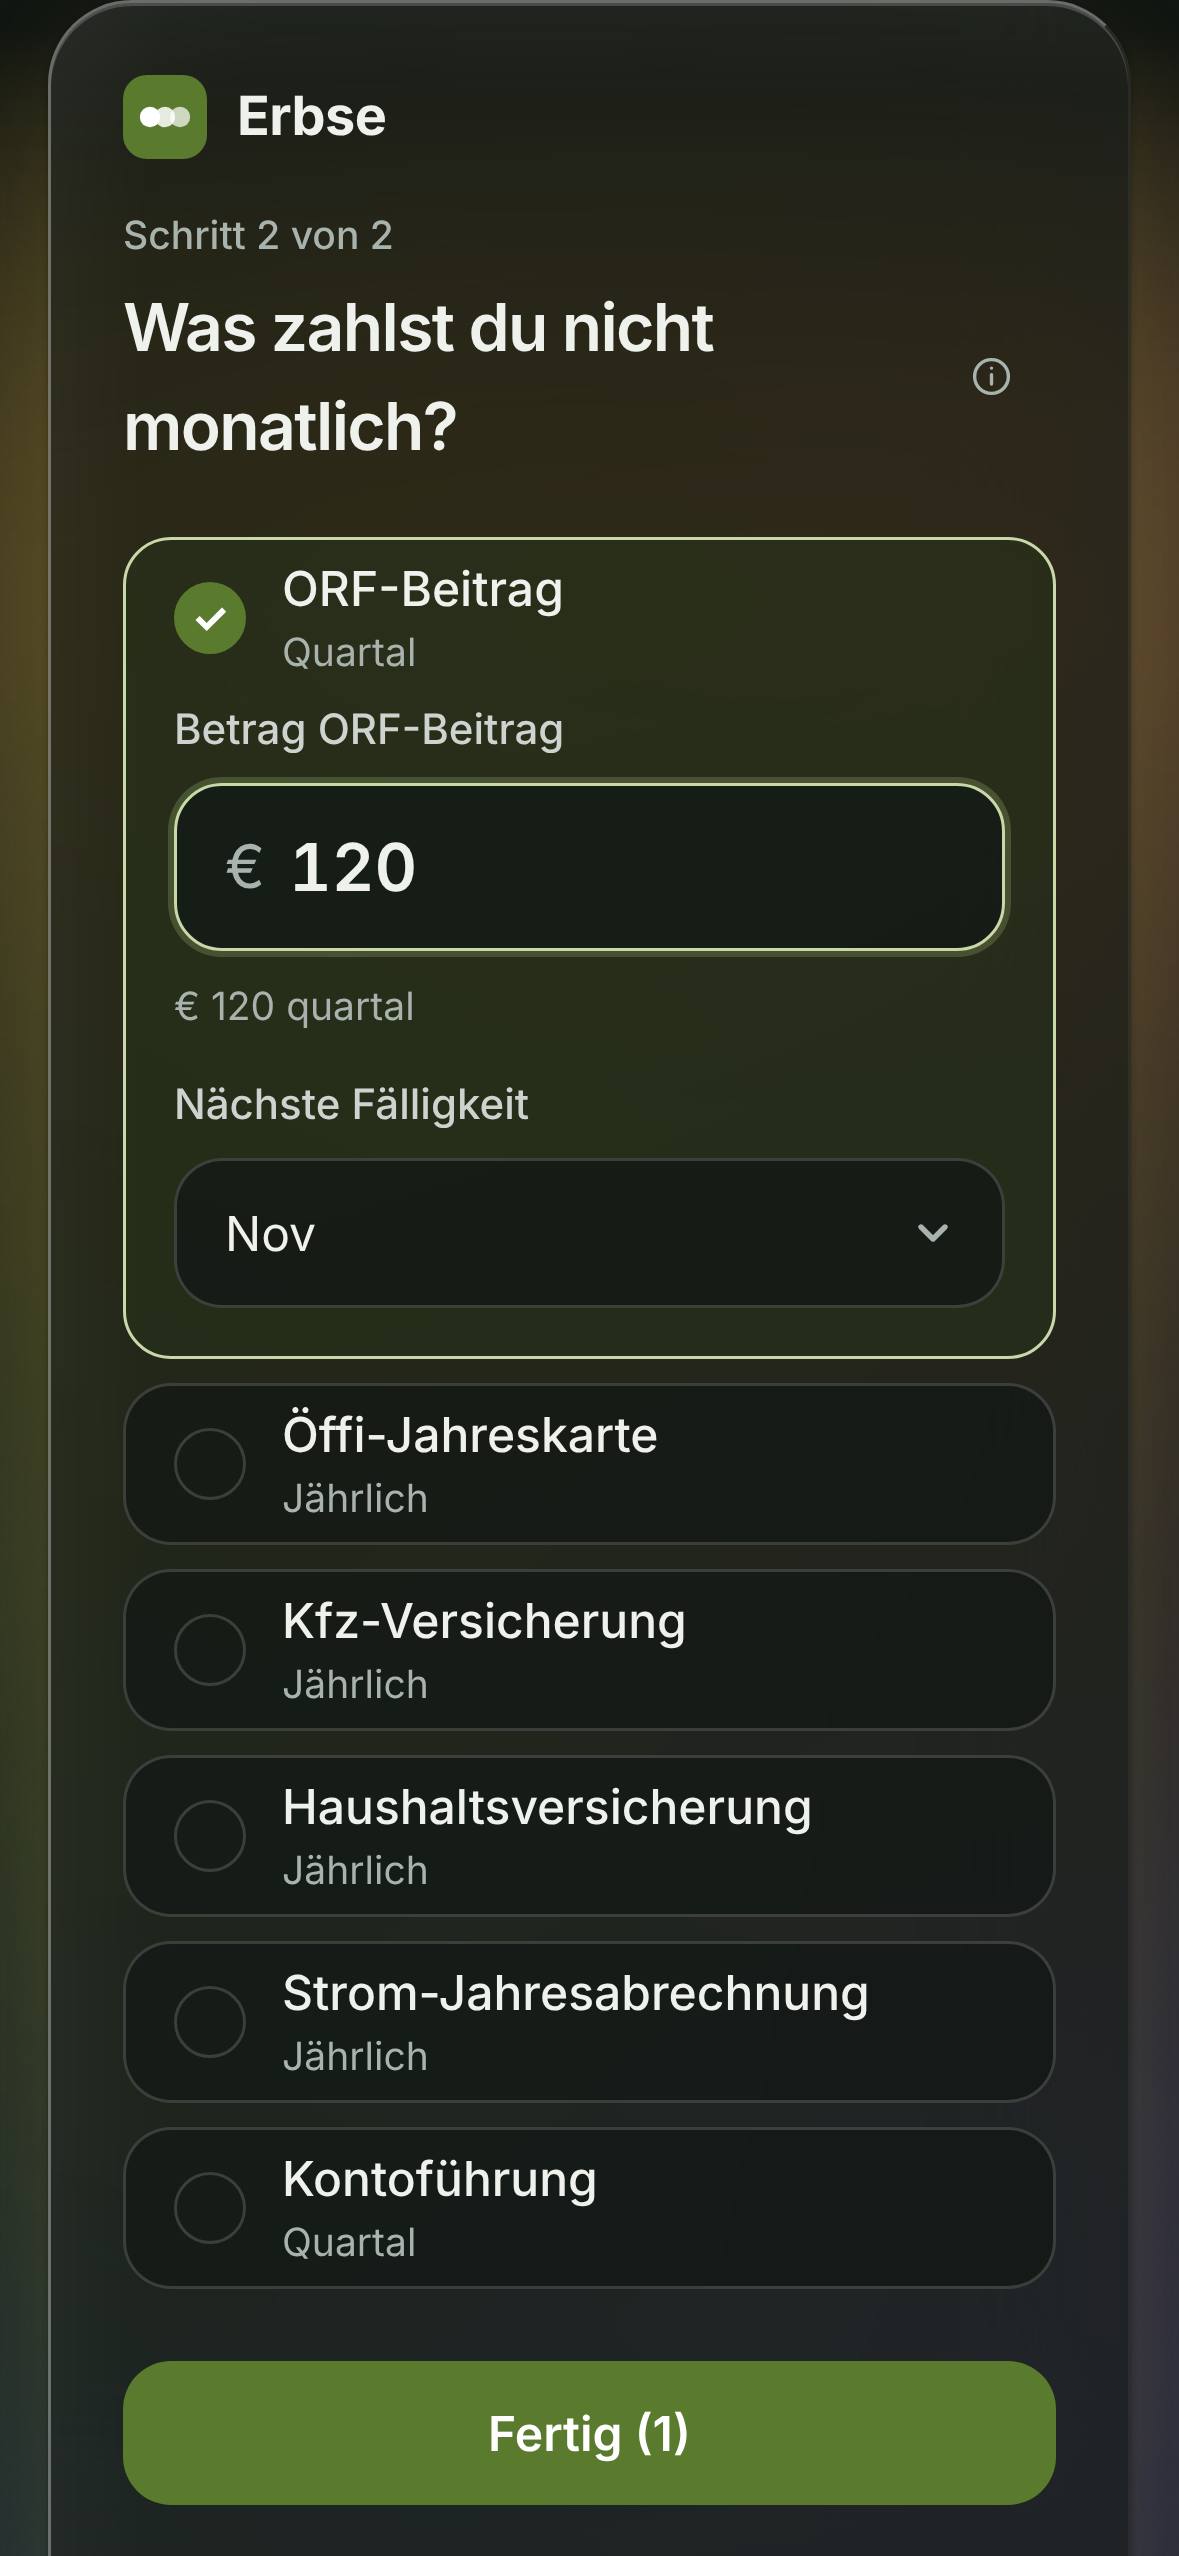 Erbse
Schritt 2 von 2
Was zahlst du nicht
monatlich?
ORF-Beitrag
Quartal
Betrag ORF-Beitrag
€ 120
€ 120 quartal
Nächste Fälligkeit
Nov
Öffi-Jahreskarte
Jährlich
Kfz-Versicherung
Jährlich
Haushaltsversicherung
Jährlich
Strom-Jahresabrechnung
Jährlich
Kontoführung
Quartal
Fertig (1)